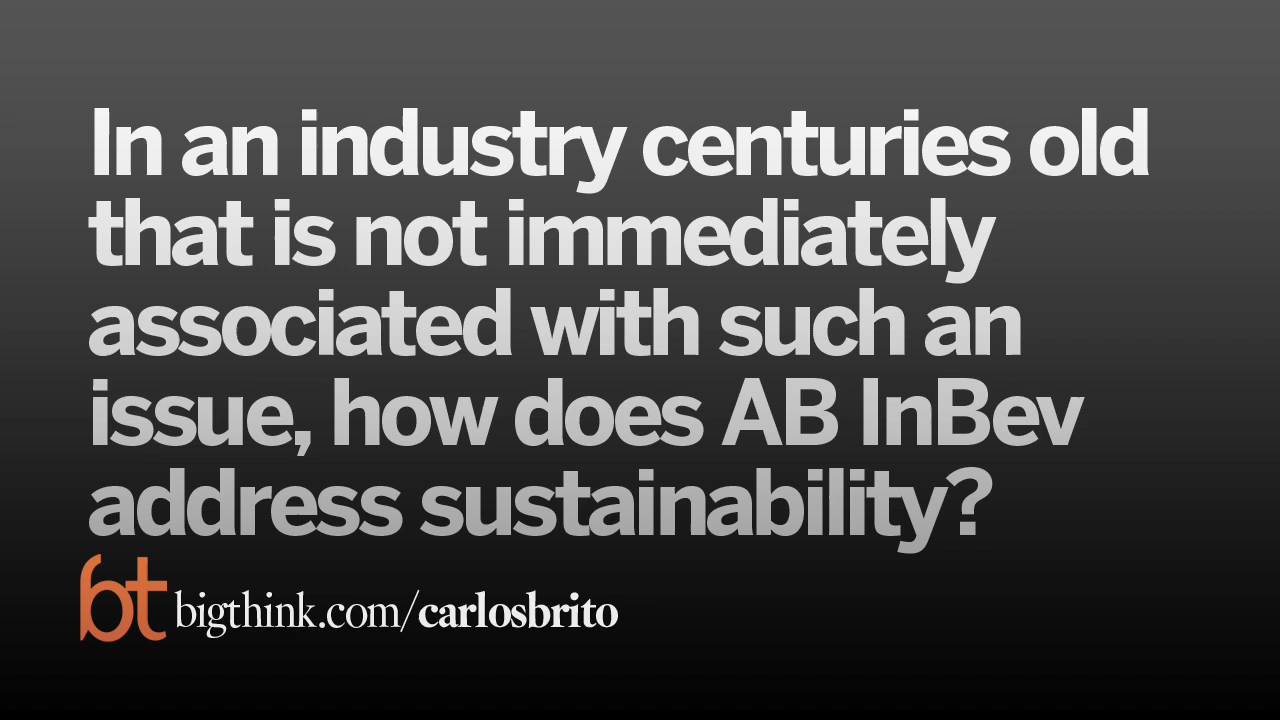 In an industry centuries old
that is not immediately
associated with such an
issue, how does AB InBev
address sustainability?
bt bigthink.com/carlosbrito